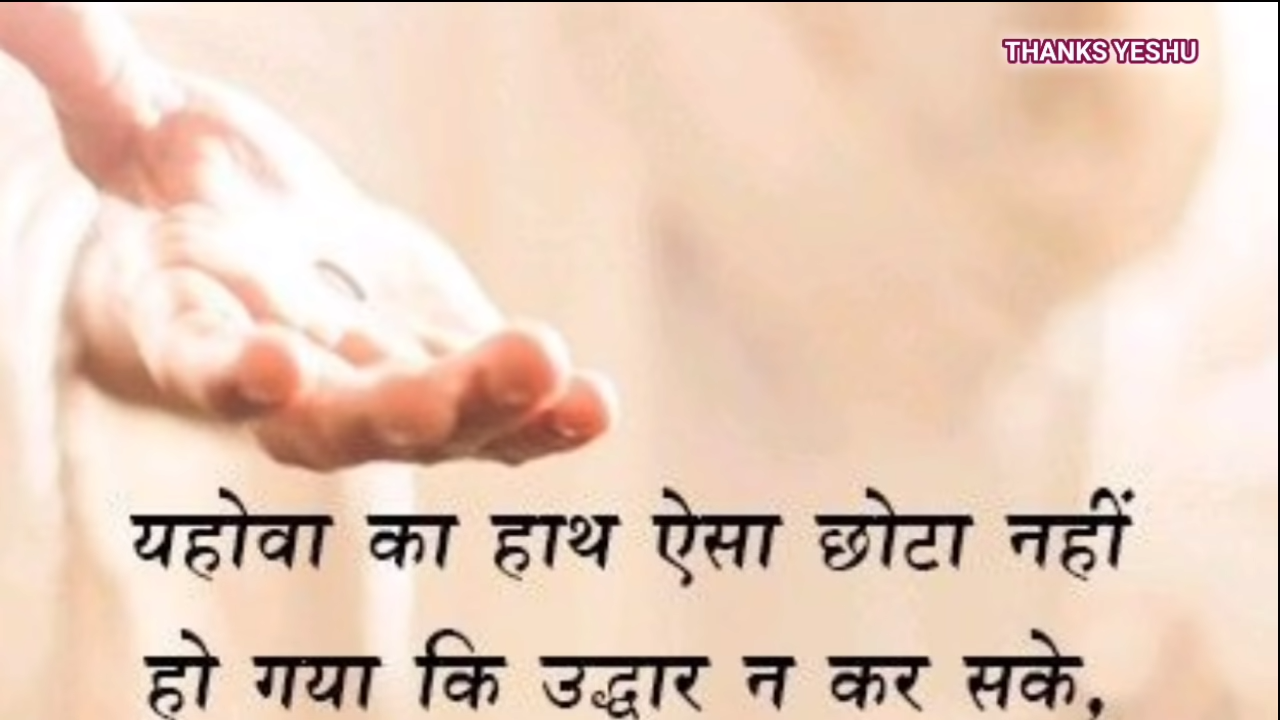 THANKS YESHU
यहोवा का हाथ ऐसा छोटा नहीं
हो गया कि उद्धार न कर सके,